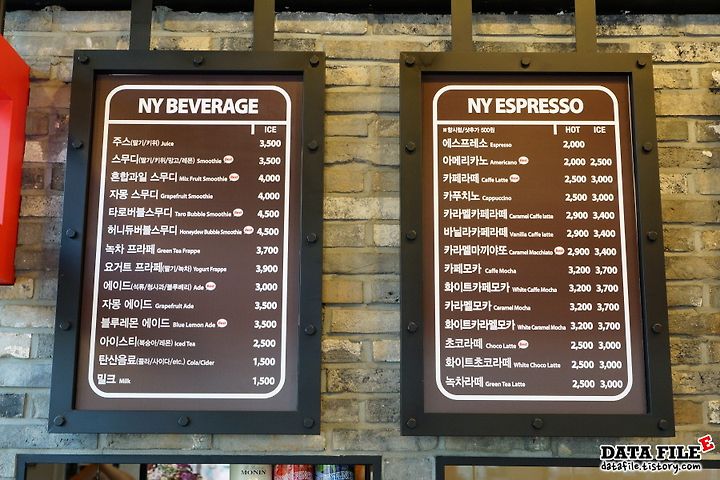 NY BEVERAGE
ICE
주스(딸기/키위) Juice 3,500
스무디(딸기/키위/망고/레몬) Smoothie 3,500
혼합과일 스무디 Mix Fruit Smoothie 4,000
자몽 스무디 Grapefruit Smoothie 4,000
타로버블스무디 Taro Bubble Smoothie 4,500
허니듀버블스무디 Honeydew Bubble Smoothie 4,500
녹차 프라페 Green Tea Frappe 3,700
요거트 프라페(딸기/녹차) Yogurt Frappa 3,900
에이드(석류/청사과/블루베리) Ade 3,000
자몽 에이드 Grapefruit Ade 3,500
블루레몬 에이드 Blue Lemon Ade 3,500
아이스티(복숭아/레몬) Iced Tea 2,500
탄산음료(콜라/사이다/etc.) Cola/Cider 1,500
밀크 Milk 1,500
NY ESPRESSO
※휘핑/샷추가 500원 HOT ICE
에스프레소 Espresso 2,000
아메리카노 Americano 2,000 2,500
카페라떼 Caffe Latte 2,500 3,000
카푸치노 Cappuccino 2,500 3,000
카라멜카페라떼 Caramel Caffe latte 2,900 3,400
바닐라카페라떼 Vanilla Caffe latte 2,900 3,400
카라멜마끼야또 Caramel Macchiato 2,900 3,400
카페모카 Caffe Mocha 3,200 3,700
화이트카페모카 White Caffe Mocha 3,200 3,700
카라멜모카 Caramel Mocha 3,200 3,700
화이트카라멜모카 White Caramel Mocha 3,200 3,700
초코라떼 Choco Latte 2,500 3,000
화이트초코라떼 White Choco Latte 2,500 3,000
녹차라떼 Green Tea Latte 2,500 3,000
MONIN
DATA FILE
datafile.tistory.com